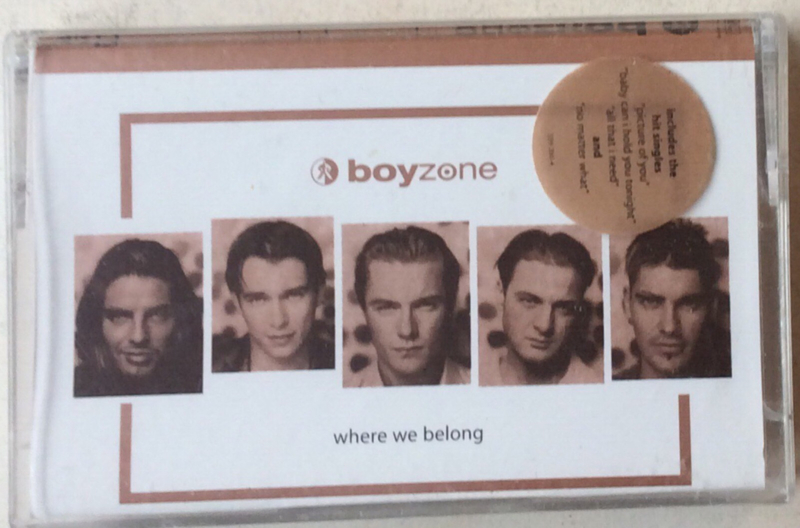 boyzone
includes the
hit singles
"picture of you"
"baby can i hold you tonight"
"all that i need"
and
"no matter what"
where we belong